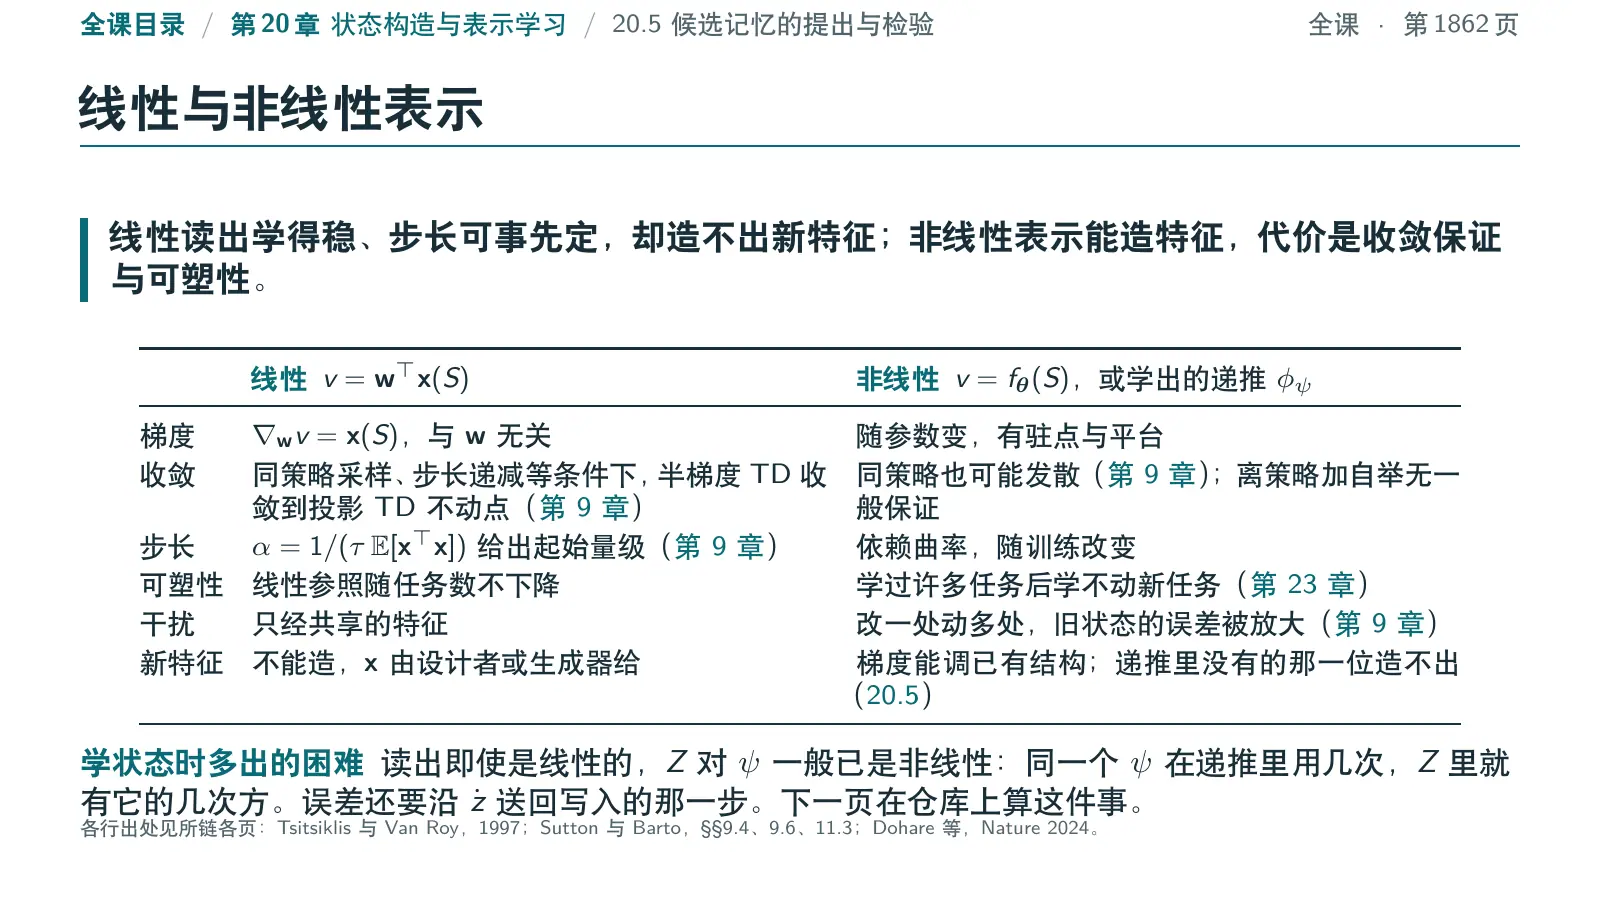 全课目录 / 第 20 章 状态构造与表示学习 / 20.5 候选记忆的提出与检验
全课 · 第 1862 页
线性与非线性表示
线性读出学得稳、步长可事先定，却造不出新特征；非线性表示能造特征，代价是收敛保证
与可塑性。
线性 v = w⊤x(S)
非线性 v = f_θ(S)，或学出的递推 ϕ_ψ
梯度 ∇_w v = x(S)，与 w 无关
随参数变，有驻点与平台
收敛 同策略采样、步长递减等条件下，半梯度 TD 收
敛到投影 TD 不动点（第 9 章）
同策略也可能发散（第 9 章）；离策略加自举无一
般保证
步长 α = 1/(τ 𝔼[x⊤x]) 给出起始量级（第 9 章）
依赖曲率，随训练改变
可塑性 线性参照随任务数不下降
学过许多任务后学不动新任务（第 23 章）
干扰 只经共享的特征
改一处动多处，旧状态的误差被放大（第 9 章）
新特征 不能造，x 由设计者或生成器给
梯度能调已有结构；递推里没有的那一位造不出
（20.5）
学状态时多出的困难 读出即使是线性的，Z 对 ψ 一般已是非线性：同一个 ψ 在递推里用几次，Z 里就
有它的几次方。误差还要沿 ż 送回写入的那一步。下一页在仓库上算这件事。
各行出处见所链各页：Tsitsiklis 与 Van Roy，1997；Sutton 与 Barto，§§9.4、9.6、11.3；Dohare 等，Nature 2024。